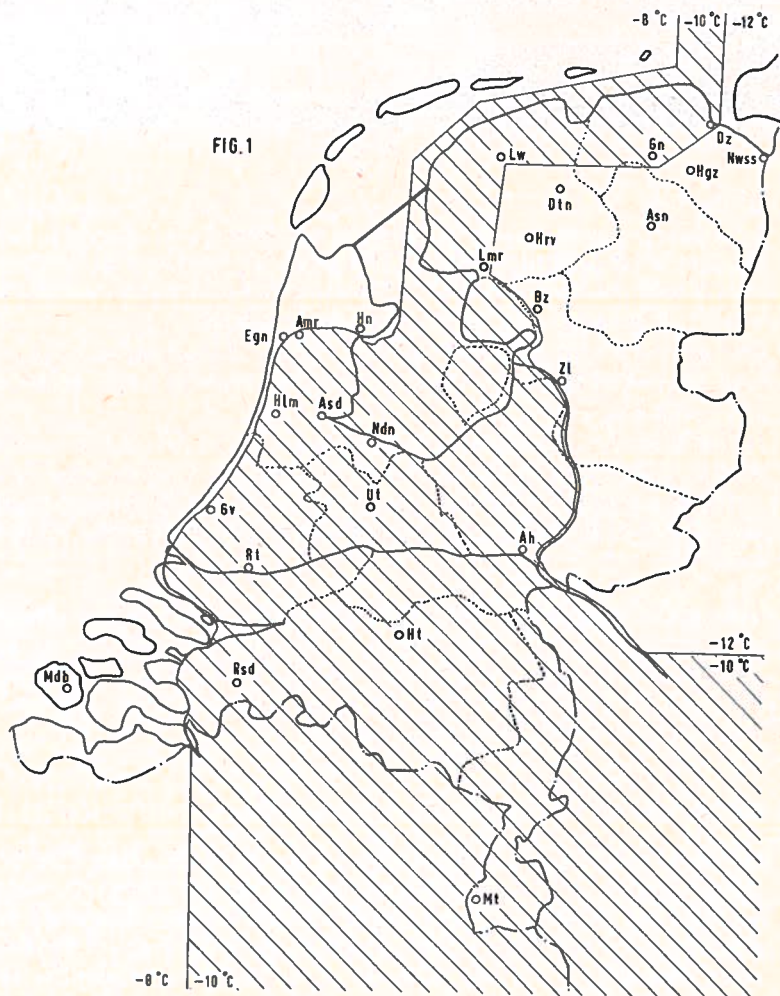 -8 °C -10 °C -12 °C
FIG.1
Dz
Gn
Nwss
Lw
Hgz
Dtn
Asn
Hrv
Lmr
Bz
Hn
Amr
Egn
Zl
Hlm
Asd
Ndn
Ut
Gv
Ah
Rt
Ht
-12 °C
-10 °C
Rsd
Mdb
Mt
-8 °C -10 °C